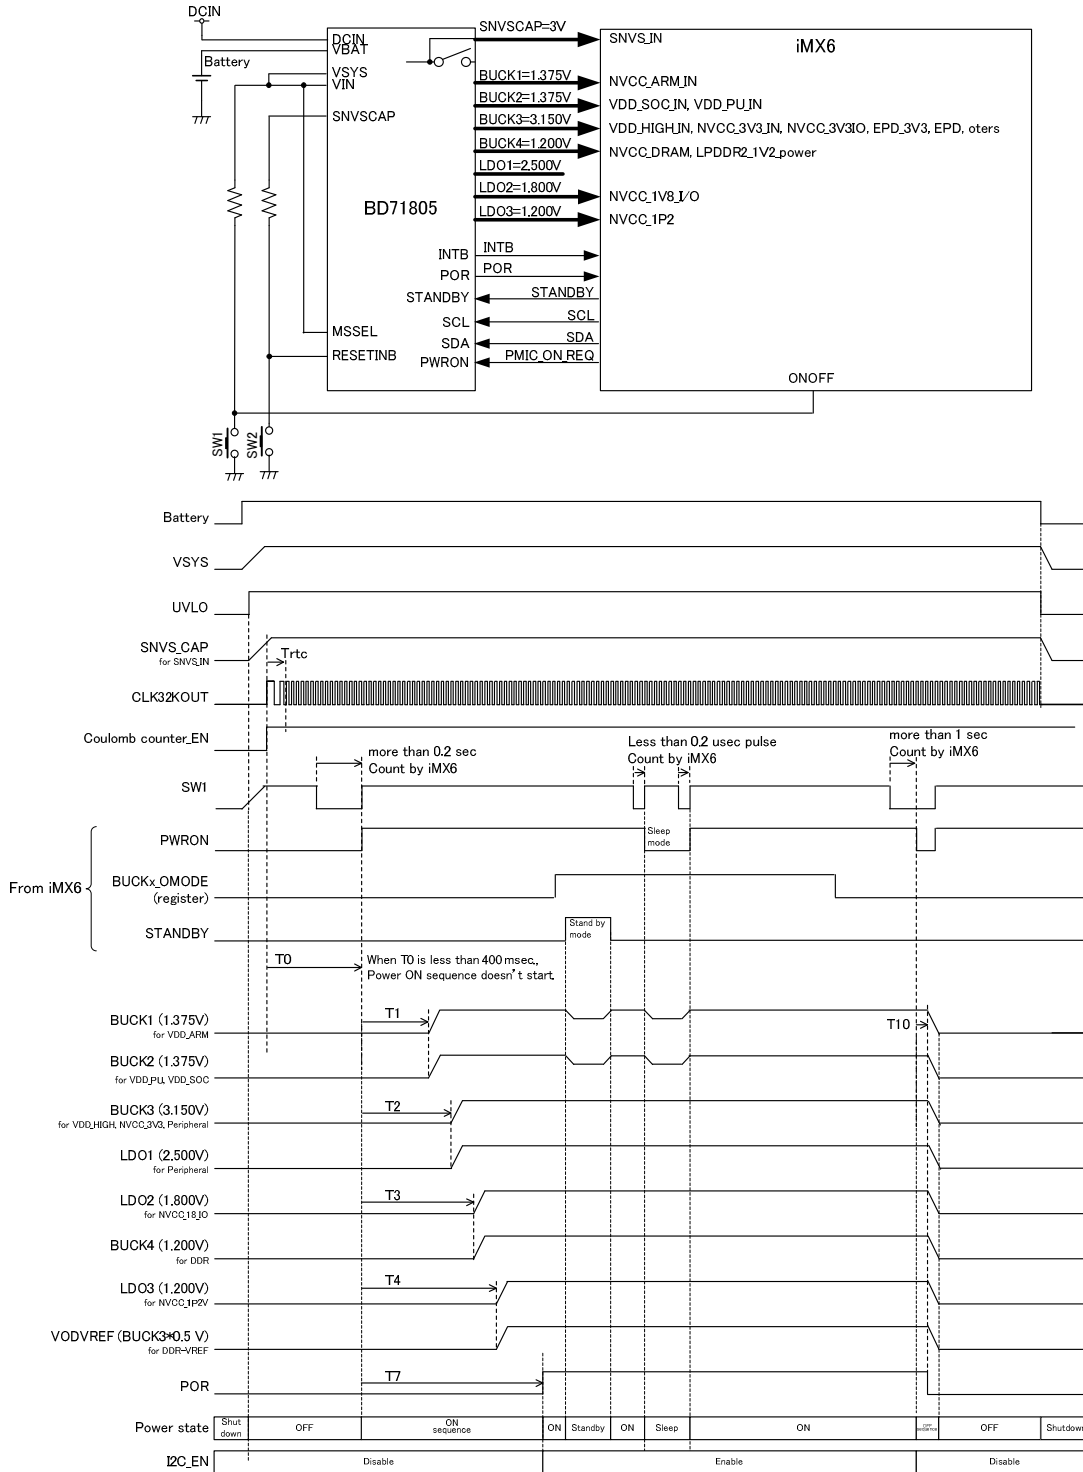 DCIN
Battery
DCIN
VBAT
VSYS
VIN
SNVSCAP
BD71805
INTB
POR
STANDBY
SCL
SDA
PWRON
MSSEL
RESETINB
SNVSCAP=3V
BUCK1=1.375V
BUCK2=1.375V
BUCK3=3.150V
BUCK4=1.200V
LDO1=2.500V
LDO2=1.800V
LDO3=1.200V
INTB
POR
STANDBY
SCL
SDA
PMIC_ON_REQ
iMX6
SNVS_IN
NVCC_ARM_IN
VDD_SOC_IN, VDD_PU_IN
VDD_HIGH_IN, NVCC_3V3_IN, NVCC_3V3IO, EPD_3V3, EPD, oters
NVCC_DRAM, LPDDR2_1V2_power
NVCC_1V8_I/O
NVCC_1P2
ONOFF
SW1
SW2
Battery
VSYS
UVLO
SNVS_CAP
for SNVS_IN
Trtc
CLK32KOUT
Coulomb counter_EN
more than 0.2 sec
Count by iMX6
Less than 0.2 usec pulse
Count by iMX6
more than 1 sec
Count by iMX6
SW1
PWRON
Sleep
mode
From iMX6
BUCKx_OMODE
(register)
STANDBY
Stand by
mode
T0
When T0 is less than 400 msec.,
Power ON sequence doesn't start.
BUCK1 (1.375V)
for VDD_ARM
T1
T10
BUCK2 (1.375V)
for VDD_PU, VDD_SOC
BUCK3 (3.150V)
for VDD_HIGH, NVCC_3V3, Peripheral
T2
LDO1 (2.500V)
for Peripheral
LDO2 (1.800V)
for NVCC_18_IO
T3
BUCK4 (1.200V)
for DDR
LDO3 (1.200V)
for NVCC_1P2V
T4
VODVREF (BUCK3*0.5 V)
for DDR-VREF
POR
T7
Power state
Shut
down
OFF
ON
sequence
ON
Standby
ON
Sleep
ON
OFF
Shutdown
I2C_EN
Disable
Enable
Disable